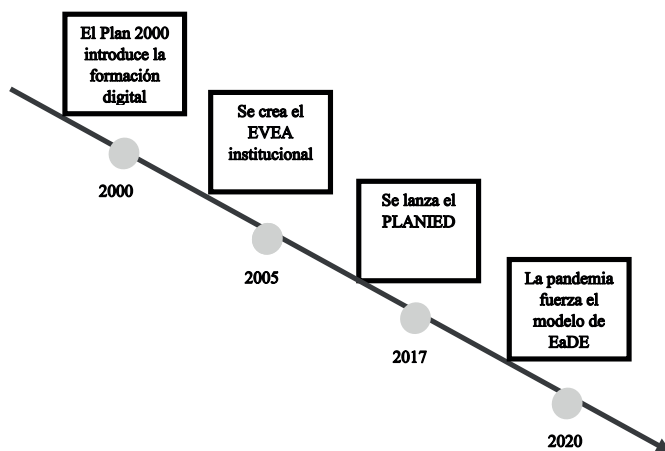 El Plan 2000
introduce la
formación
digital
2000
Se crea el
EVEA
institucional
2005
Se lanza el
PLANIED
2017
La pandemia
fuerza el
modelo de
EaDE
2020